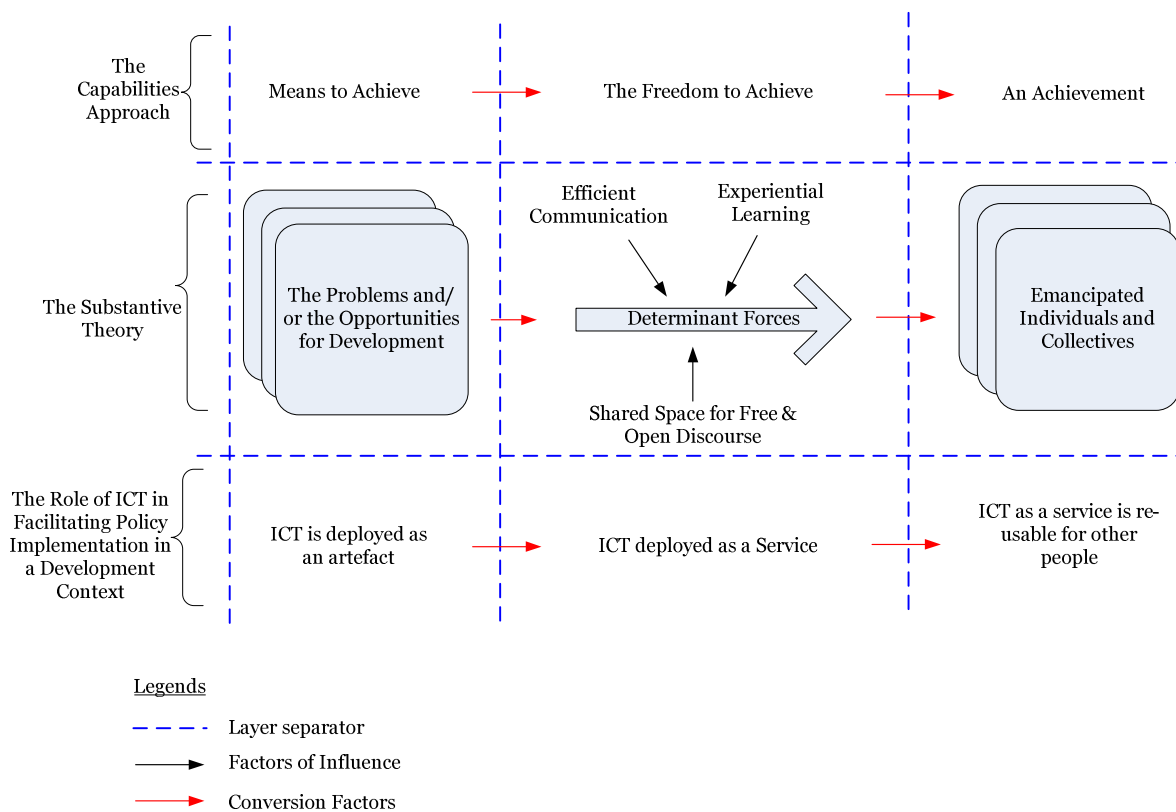 The
Capabilities
Approach
Means to Achieve
The Freedom to Achieve
An Achievement
The Substantive
Theory
The Problems and/
or the Opportunities
for Development
Efficient
Communication
Experiential
Learning
Determinant Forces
Shared Space for Free &
Open Discourse
Emancipated
Individuals and
Collectives
The Role of ICT in
Facilitating Policy
Implementation in
a Development
Context
ICT is deployed as
an artefact
ICT deployed as a Service
ICT as a service is re-
usable for other
people
Legends
Layer separator
Factors of Influence
Conversion Factors